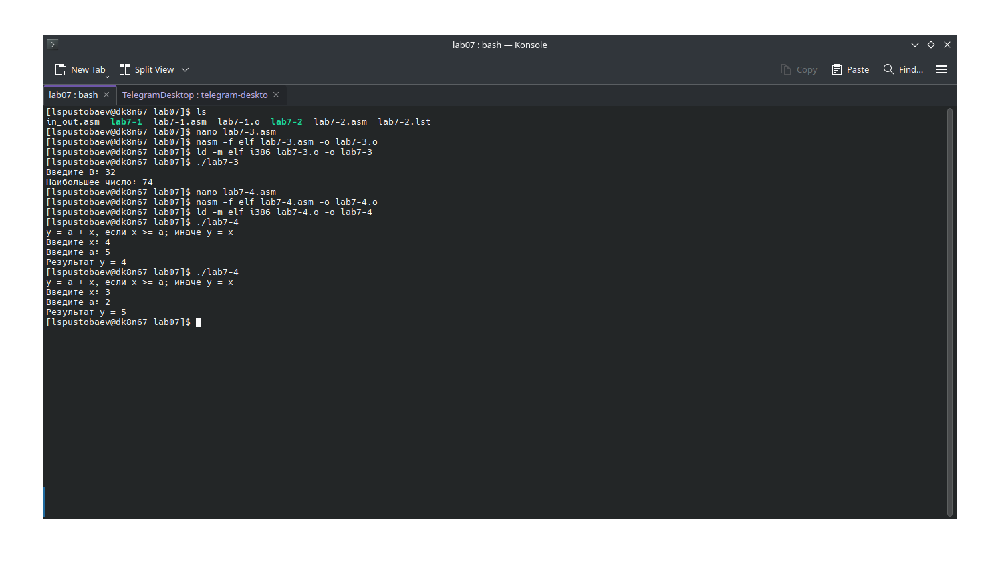 lab07 : bash — Konsole
New Tab Split View Copy Paste Find...
lab07 : bash TelegramDesktop : telegram-deskto
[lspustobaev@dk8n67 lab07]$ ls
in_out.asm  lab7-1  lab7-1.asm  lab7-1.o  lab7-2  lab7-2.asm  lab7-2.lst
[lspustobaev@dk8n67 lab07]$ nano lab7-3.asm
[lspustobaev@dk8n67 lab07]$ nasm -f elf lab7-3.asm -o lab7-3.o
[lspustobaev@dk8n67 lab07]$ ld -m elf_i386 lab7-3.o -o lab7-3
[lspustobaev@dk8n67 lab07]$ ./lab7-3
Введите B: 32
Наибольшее число: 74
[lspustobaev@dk8n67 lab07]$ nano lab7-4.asm
[lspustobaev@dk8n67 lab07]$ nasm -f elf lab7-4.asm -o lab7-4.o
[lspustobaev@dk8n67 lab07]$ ld -m elf_i386 lab7-4.o -o lab7-4
[lspustobaev@dk8n67 lab07]$ ./lab7-4
y = a + x, если x >= a; иначе y = x
Введите x: 4
Введите a: 5
Результат y = 4
[lspustobaev@dk8n67 lab07]$ ./lab7-4
y = a + x, если x >= a; иначе y = x
Введите x: 3
Введите a: 2
Результат y = 5
[lspustobaev@dk8n67 lab07]$